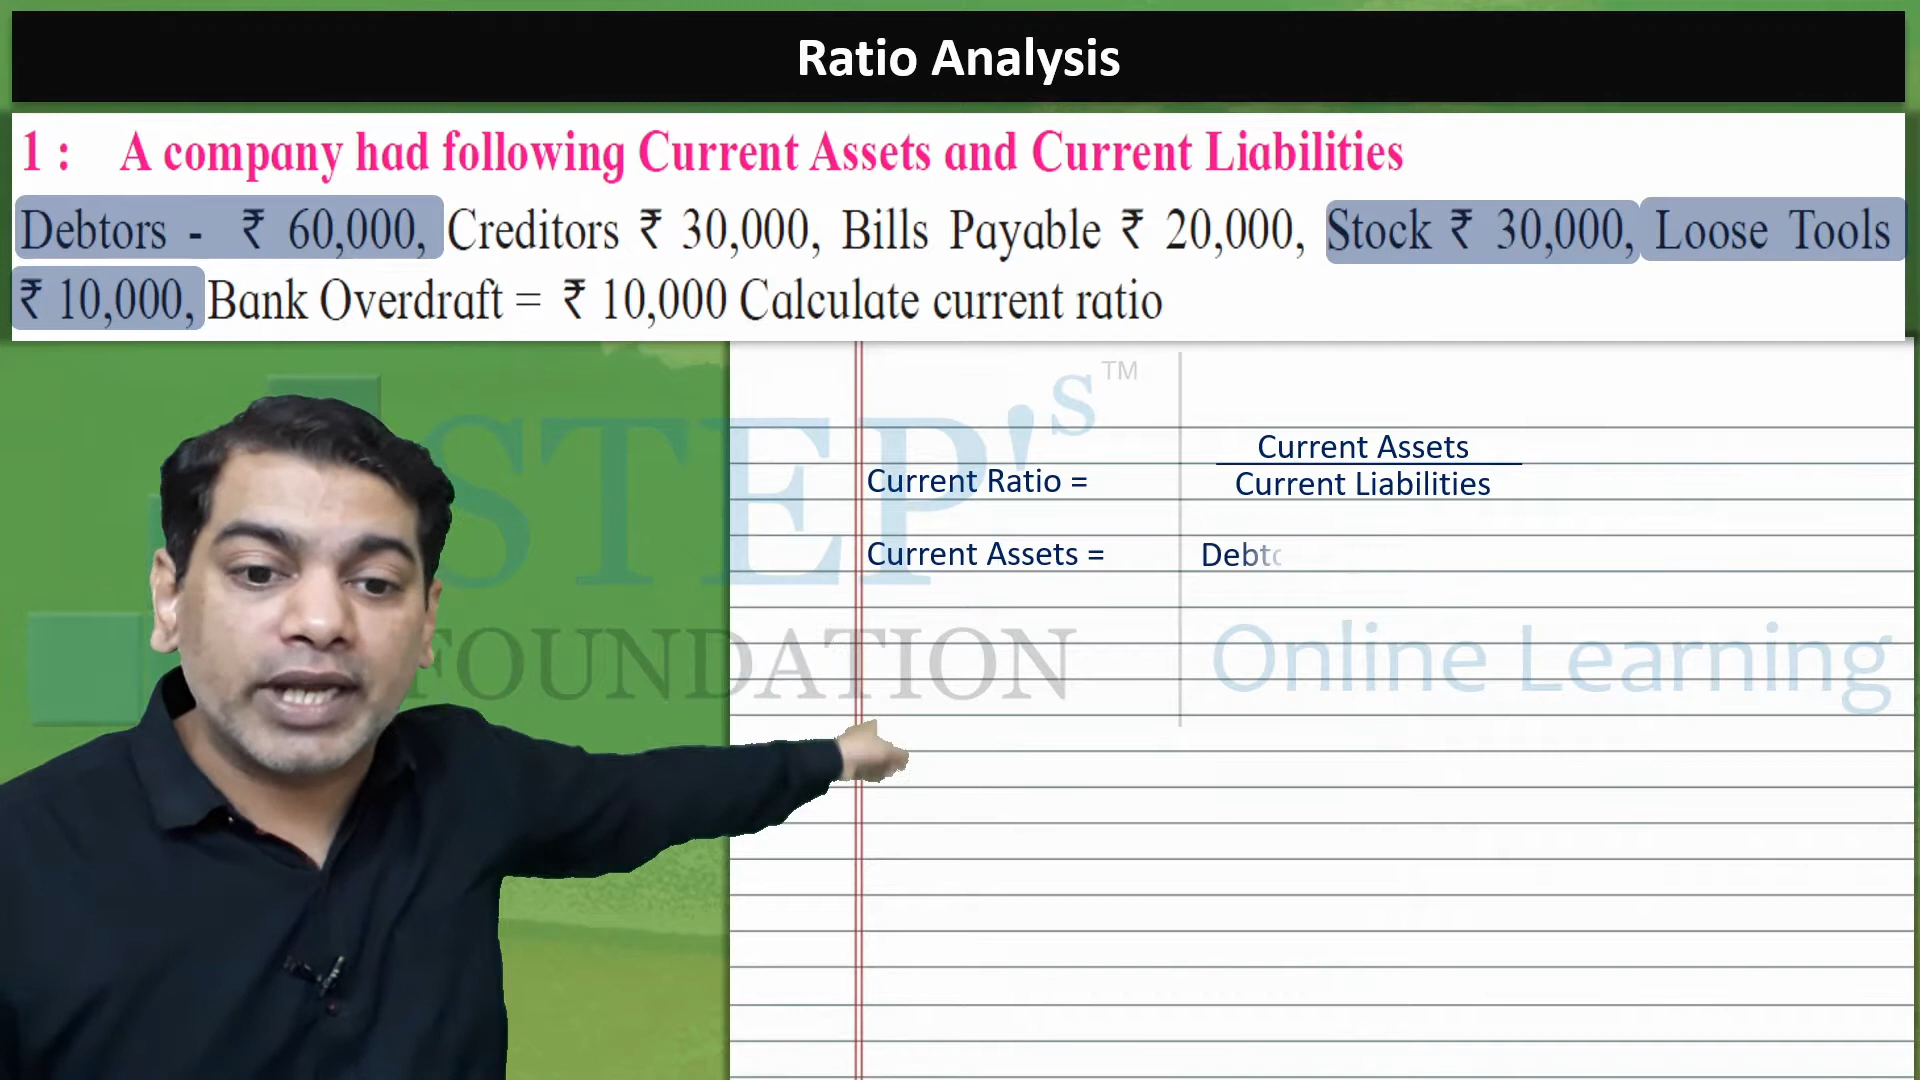 Ratio Analysis
1 : A company had following Current Assets and Current Liabilities
Debtors - ₹ 60,000, Creditors ₹ 30,000, Bills Payable ₹ 20,000, Stock ₹ 30,000, Loose Tools
₹ 10,000, Bank Overdraft = ₹ 10,000 Calculate current ratio
STEP's™
FOUNDATION
Online Learning
Current Ratio = Current Assets
Current Liabilities
Current Assets = Debto